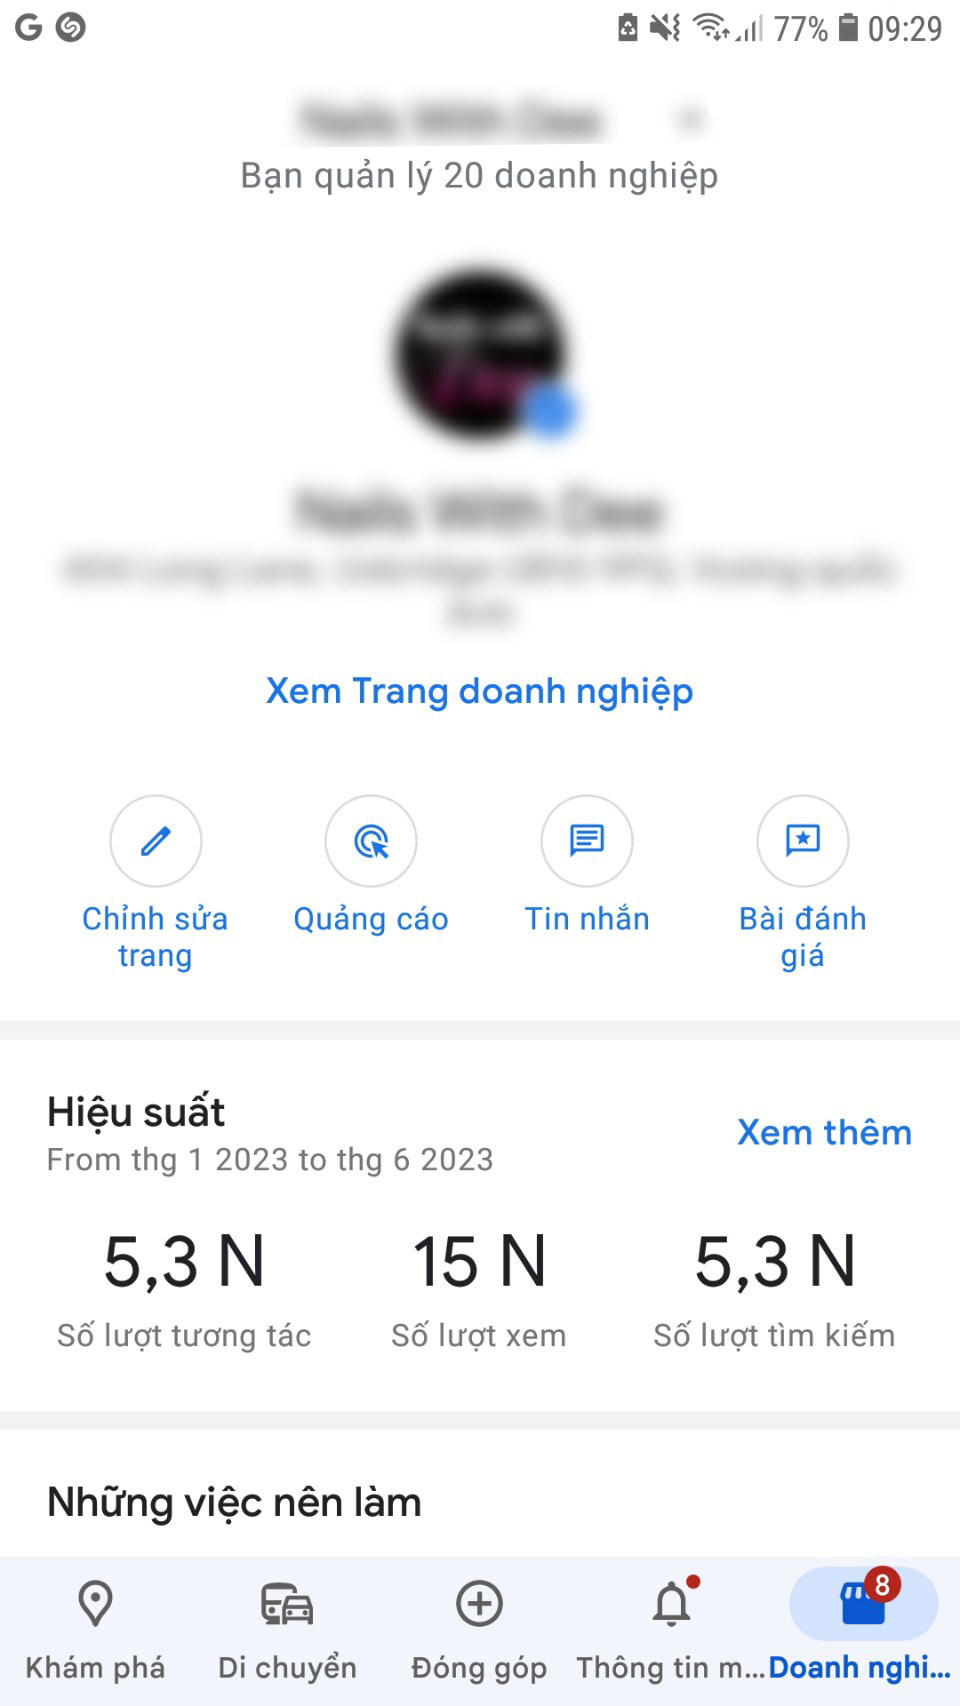 77% 09:29
Bạn quản lý 20 doanh nghiệp
Nails With Dee
Xem Trang doanh nghiệp
Chỉnh sửa trang
Quảng cáo
Tin nhắn
Bài đánh giá
Hiệu suất
Xem thêm
From thg 1 2023 to thg 6 2023
5,3 N
15 N
5,3 N
Số lượt tương tác
Số lượt xem
Số lượt tìm kiếm
Những việc nên làm
8
Khám phá
Di chuyển
Đóng góp
Thông tin m...
Doanh nghi...